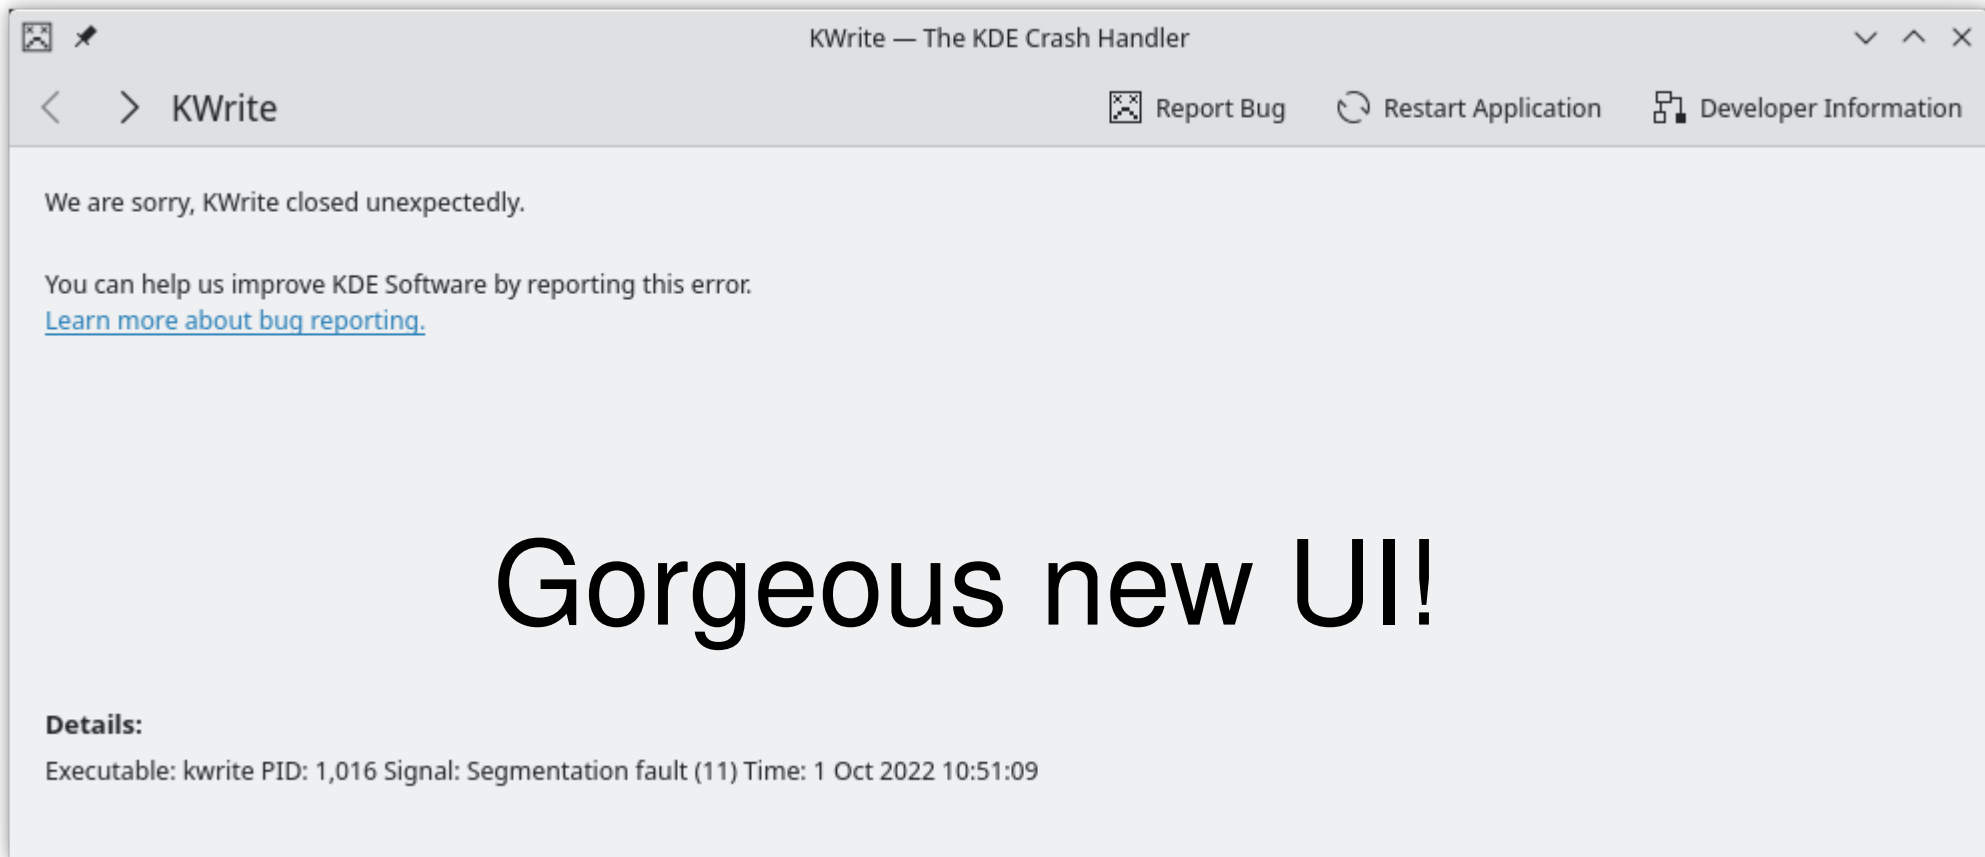 KWrite — The KDE Crash Handler
KWrite
Report Bug
Restart Application
Developer Information
We are sorry, KWrite closed unexpectedly.
You can help us improve KDE Software by reporting this error.
Learn more about bug reporting.
Gorgeous new UI!
Details:
Executable: kwrite PID: 1,016 Signal: Segmentation fault (11) Time: 1 Oct 2022 10:51:09